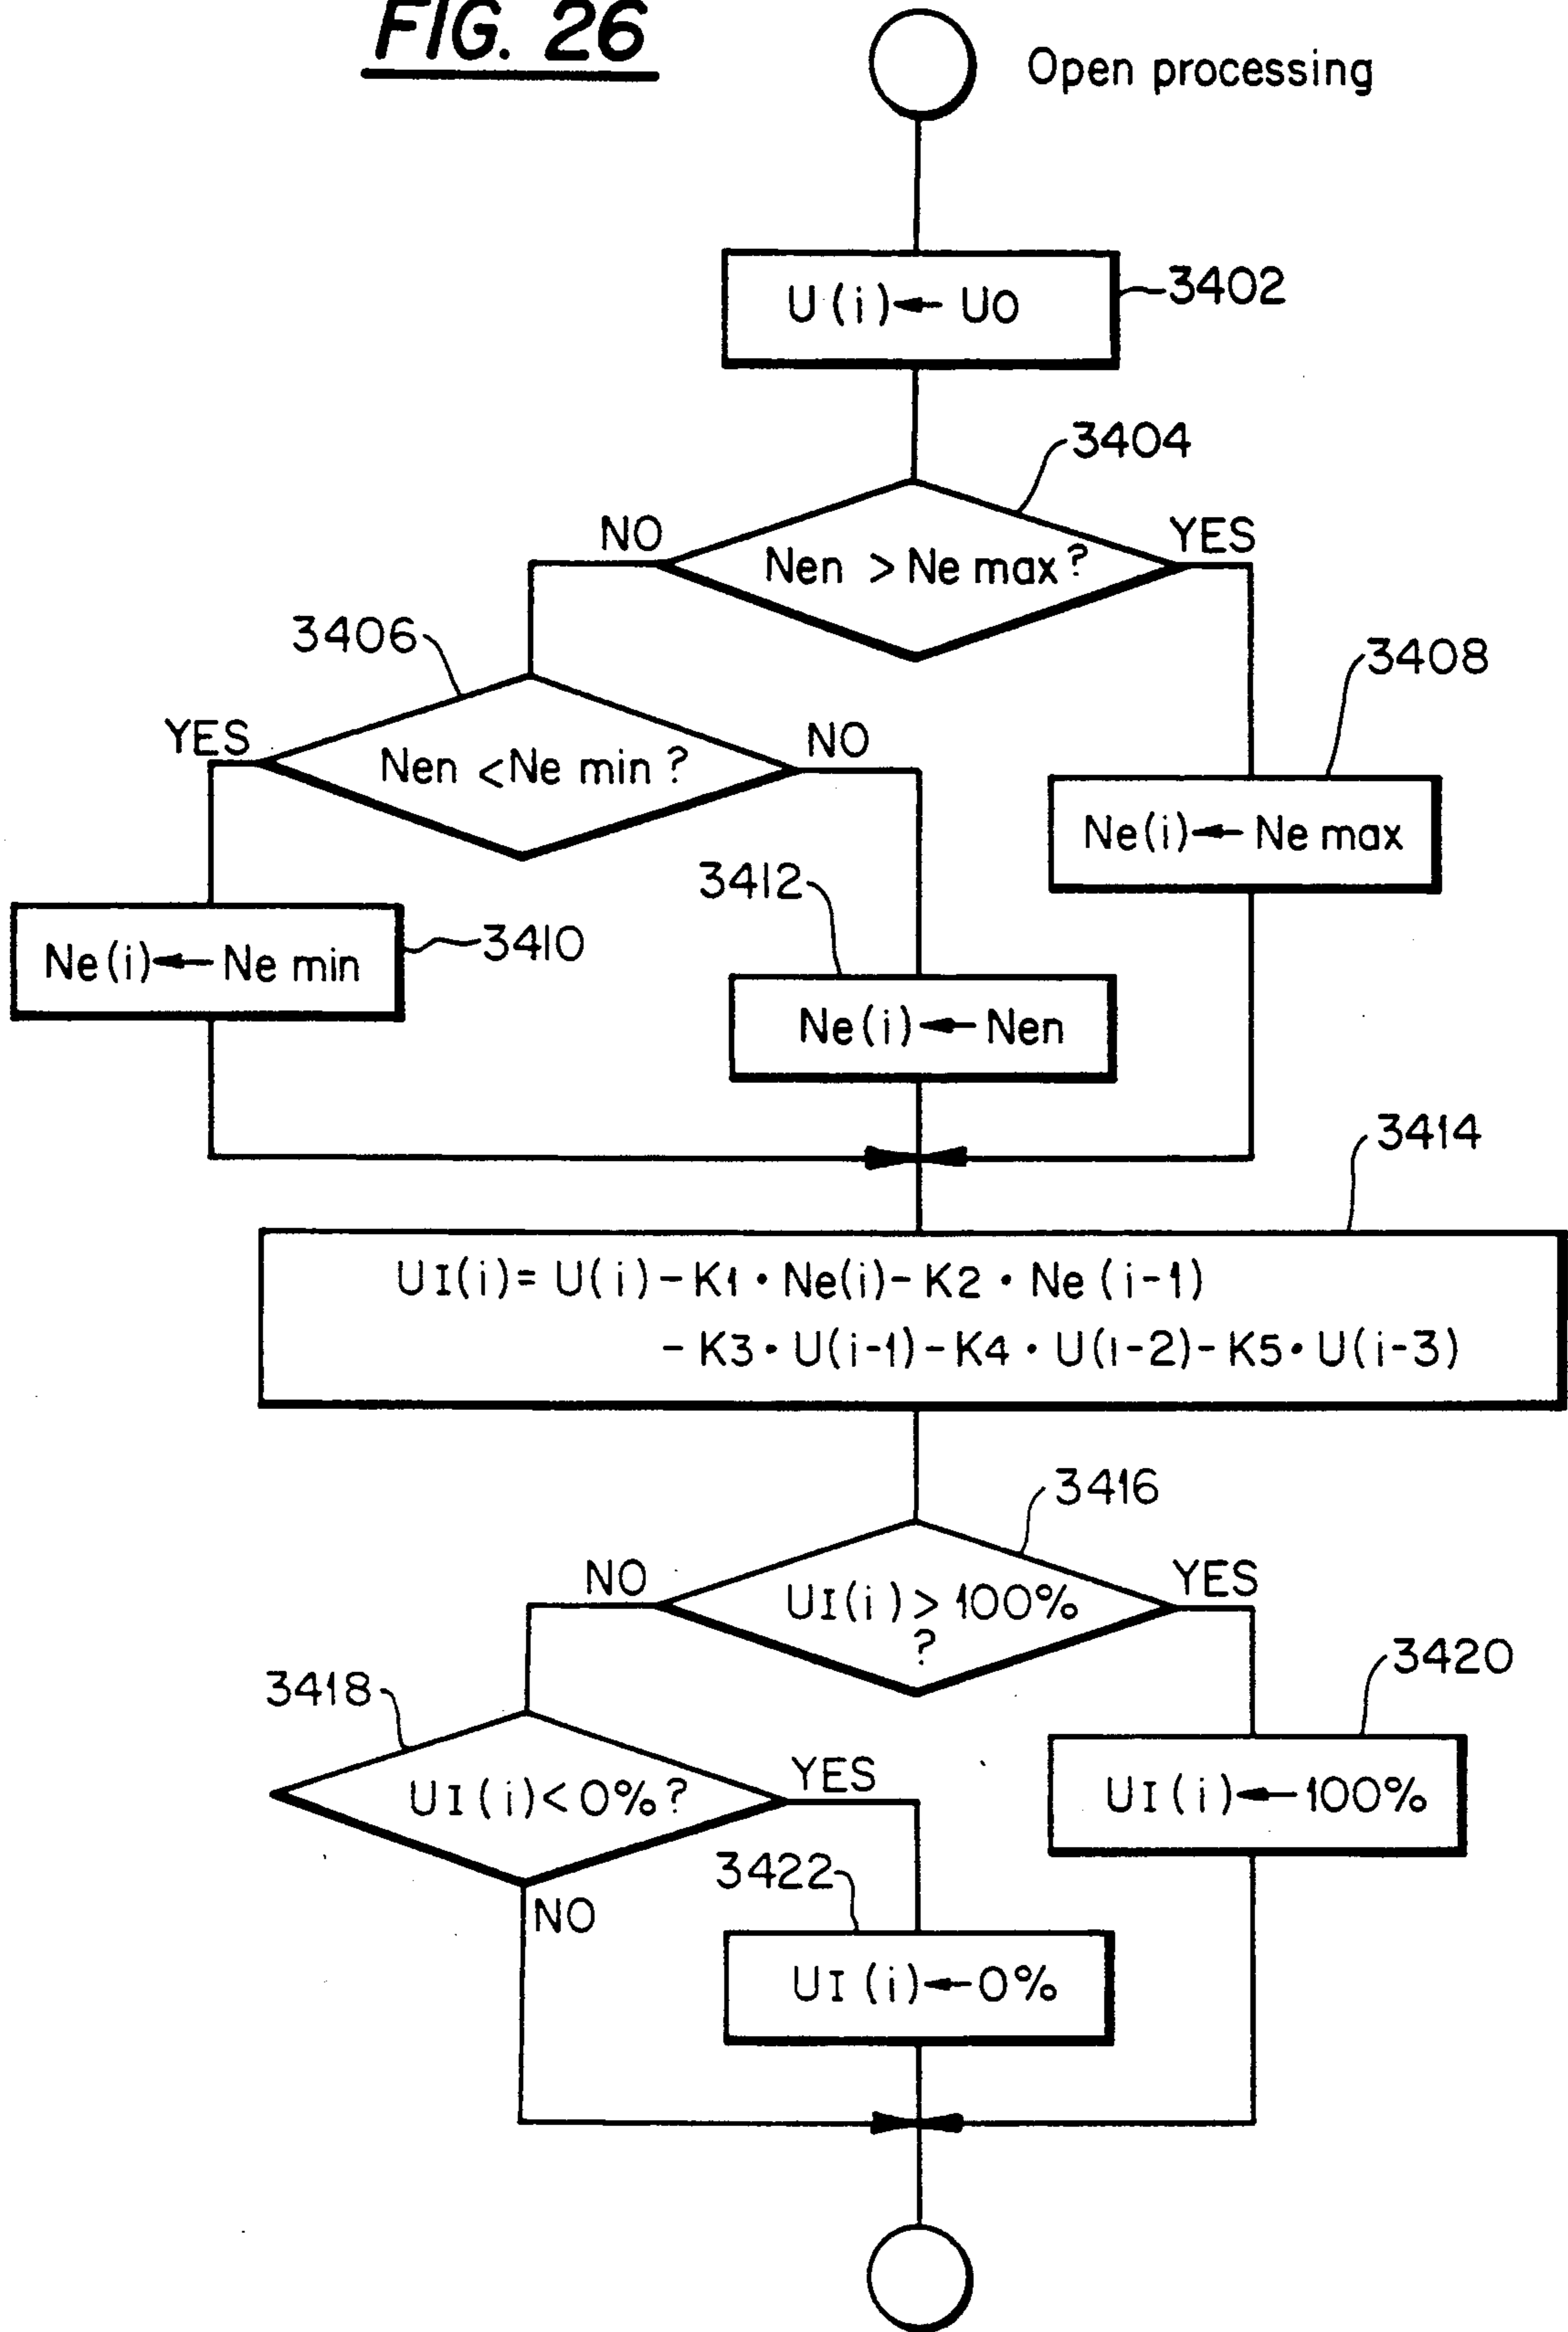 FIG. 26
Open processing
U(i)← UO
3402
3404
NO
Nen > Ne max?
YES
3406
3408
YES
Nen <Ne min?
NO
Ne(i)← Ne max
3412
Ne(i)← Ne min
3410
Ne(i)← Nen
3414
UI(i)= U(i)-K1 • Ne(i)-K2 • Ne (i-1)
-K3• U(i-1)-K4 • U(i-2)-K5• U(i-3)
3416
NO
UI(i)> 100%
?
YES
3418
3420
UI(i)<0%?
YES
UI(i)←100%
3422
NO
UI(i)←0%